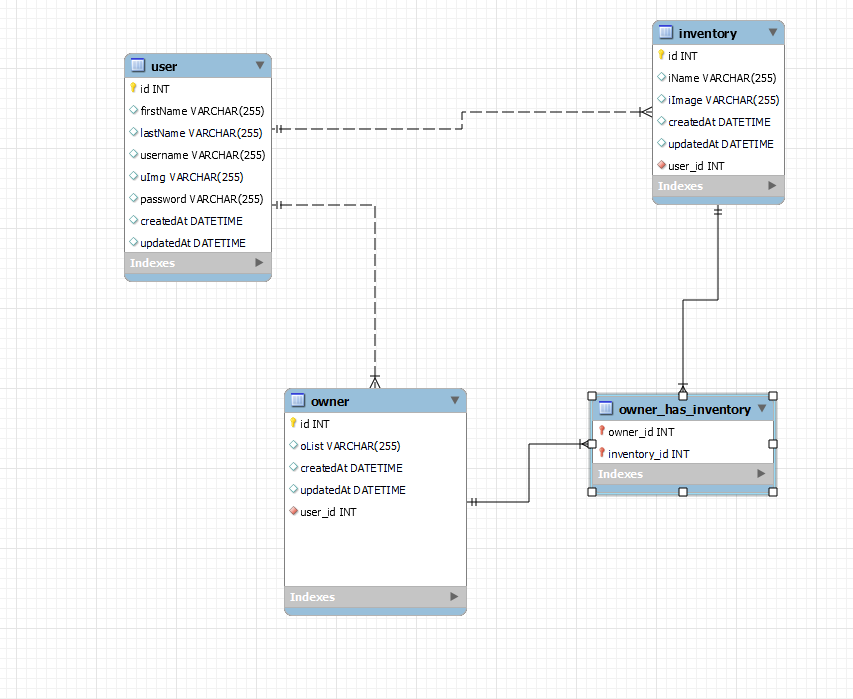 user
id INT
firstName VARCHAR(255)
lastName VARCHAR(255)
username VARCHAR(255)
uImg VARCHAR(255)
password VARCHAR(255)
createdAt DATETIME
updatedAt DATETIME
Indexes
inventory
id INT
iName VARCHAR(255)
iImage VARCHAR(255)
createdAt DATETIME
updatedAt DATETIME
user_id INT
Indexes
owner
id INT
oList VARCHAR(255)
createdAt DATETIME
updatedAt DATETIME
user_id INT
Indexes
owner_has_inventory
owner_id INT
inventory_id INT
Indexes